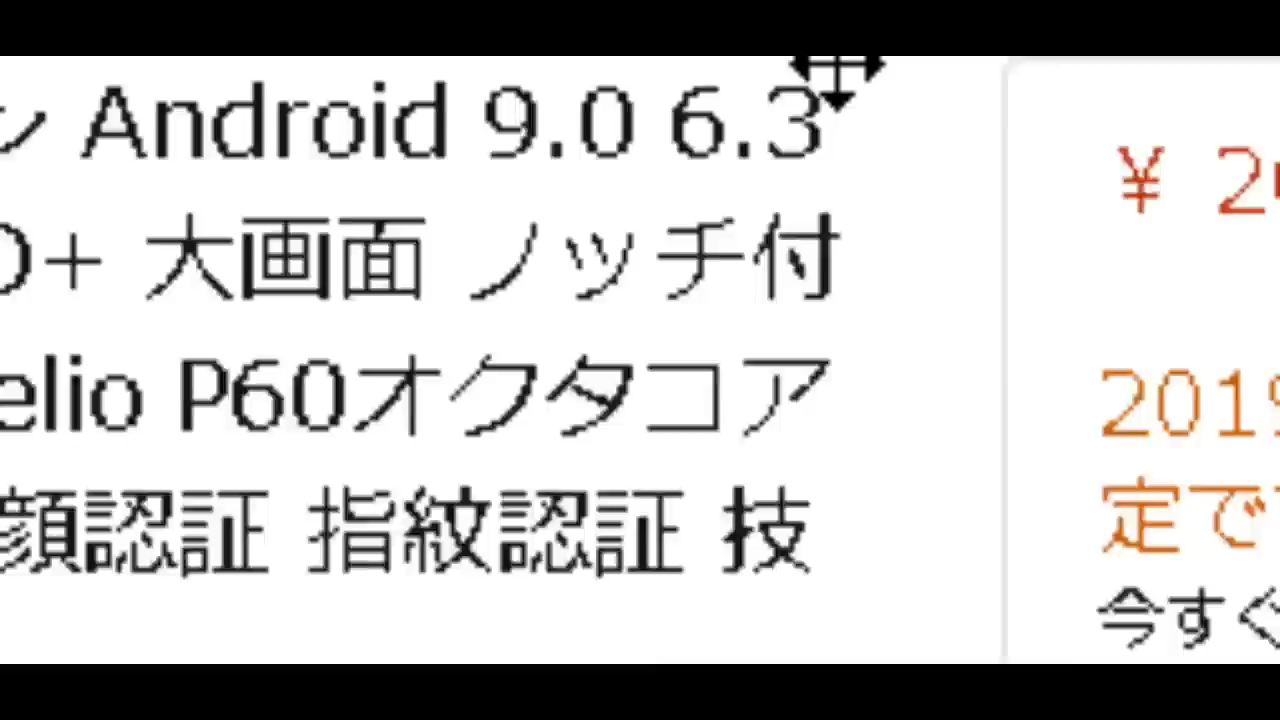 ン Android 9.0 6.3
D+ 大画面 ノッチ付
elio P60オクタコア
顔認証 指紋認証 技
¥ 2
2019
定で
今すぐ